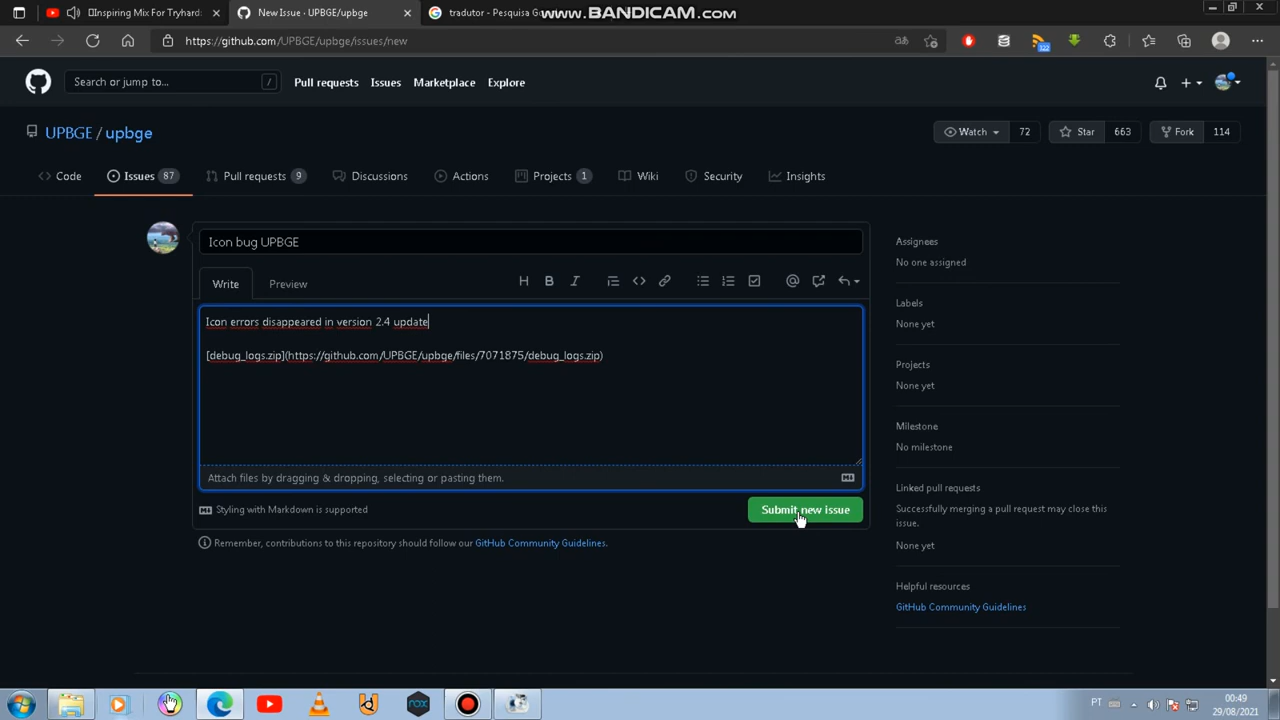 Inspiring Mix For Tryhard
New Issue · UPBGE/upbge
tradutor - Pesquisa G
www.BANDICAM.com
https://github.com/UPBGE/upbge/issues/new
322
Search or jump to...
/
Pull requests
Issues
Marketplace
Explore
UPBGE / upbge
Watch
72
Star
663
Fork
114
Code
Issues 87
Pull requests 9
Discussions
Actions
Projects 1
Wiki
Security
Insights
Icon bug UPBGE
Write
Preview
Icon errors disappeared in version 2.4 update
[debug_logs.zip](https://github.com/UPBGE/upbge/files/7071875/debug_logs.zip)
Attach files by dragging & dropping, selecting or pasting them.
Styling with Markdown is supported
Submit new issue
Remember, contributions to this repository should follow our GitHub Community Guidelines.
Assignees
No one assigned
Labels
None yet
Projects
None yet
Milestone
No milestone
Linked pull requests
Successfully merging a pull request may close this
issue.
None yet
Helpful resources
GitHub Community Guidelines
nox
PT
00:49
29/08/2021